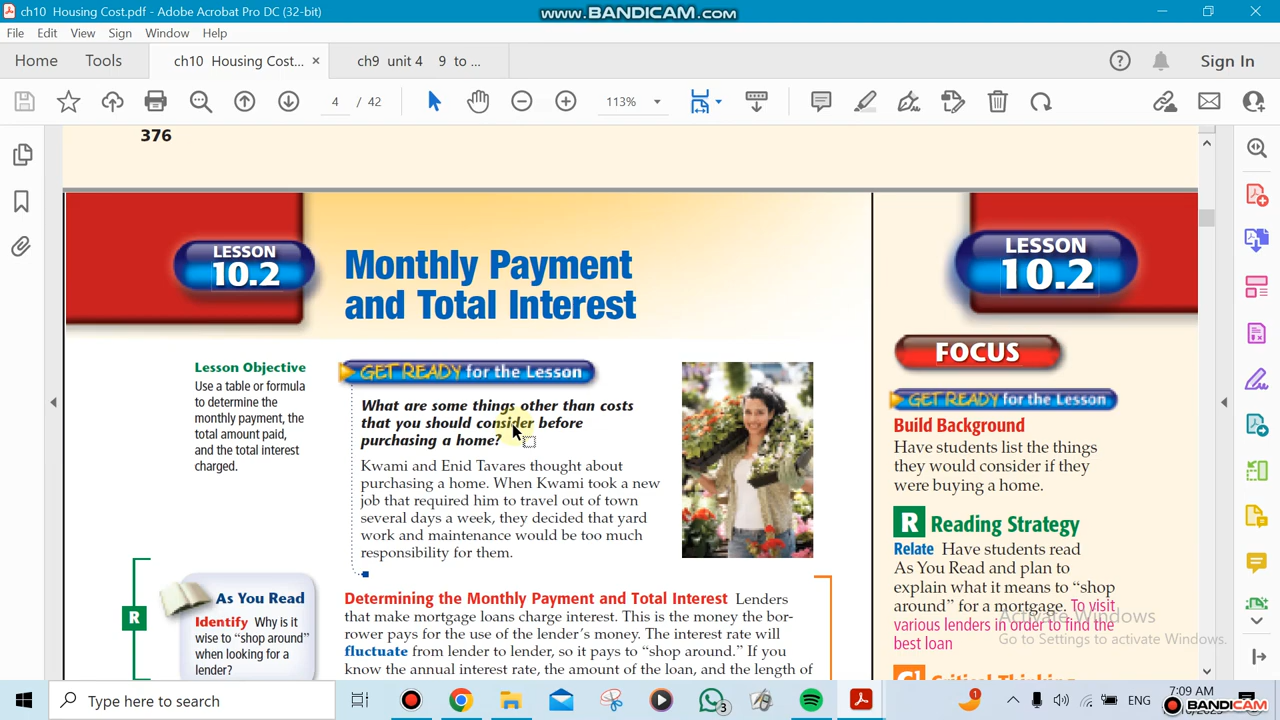 ch10 Housing Cost.pdf - Adobe Acrobat Pro DC (32-bit)
www.BANDICAM.com
File Edit View Sign Window Help
Home Tools ch10 Housing Cost... × ch9 unit 4 9 to ... Sign In
4 / 42 113%
376
LESSON
10.2
Monthly Payment
and Total Interest
Lesson Objective
Use a table or formula
to determine the
monthly payment, the
total amount paid,
and the total interest
charged.
GET READY for the Lesson
What are some things other than costs
that you should consider before
purchasing a home?
Kwami and Enid Tavares thought about
purchasing a home. When Kwami took a new
job that required him to travel out of town
several days a week, they decided that yard
work and maintenance would be too much
responsibility for them.
R
As You Read
Identify Why is it
wise to “shop around”
when looking for a
lender?
Determining the Monthly Payment and Total Interest Lenders
that make mortgage loans charge interest. This is the money the bor-
rower pays for the use of the lender’s money. The interest rate will
fluctuate from lender to lender, so it pays to “shop around.” If you
know the annual interest rate, the amount of the loan, and the length of
LESSON
10.2
FOCUS
GET READY for the Lesson
Build Background
Have students list the things
they would consider if they
were buying a home.
R Reading Strategy
Relate Have students read
As You Read and plan to
explain what it means to “shop
around” for a mortgage. To visit
various lenders in order to find the
best loan
Critical Thinking
Activate Windows
Go to Settings to activate Windows.
Type here to search
3
1
ENG
7:09 AM
BANDICAM